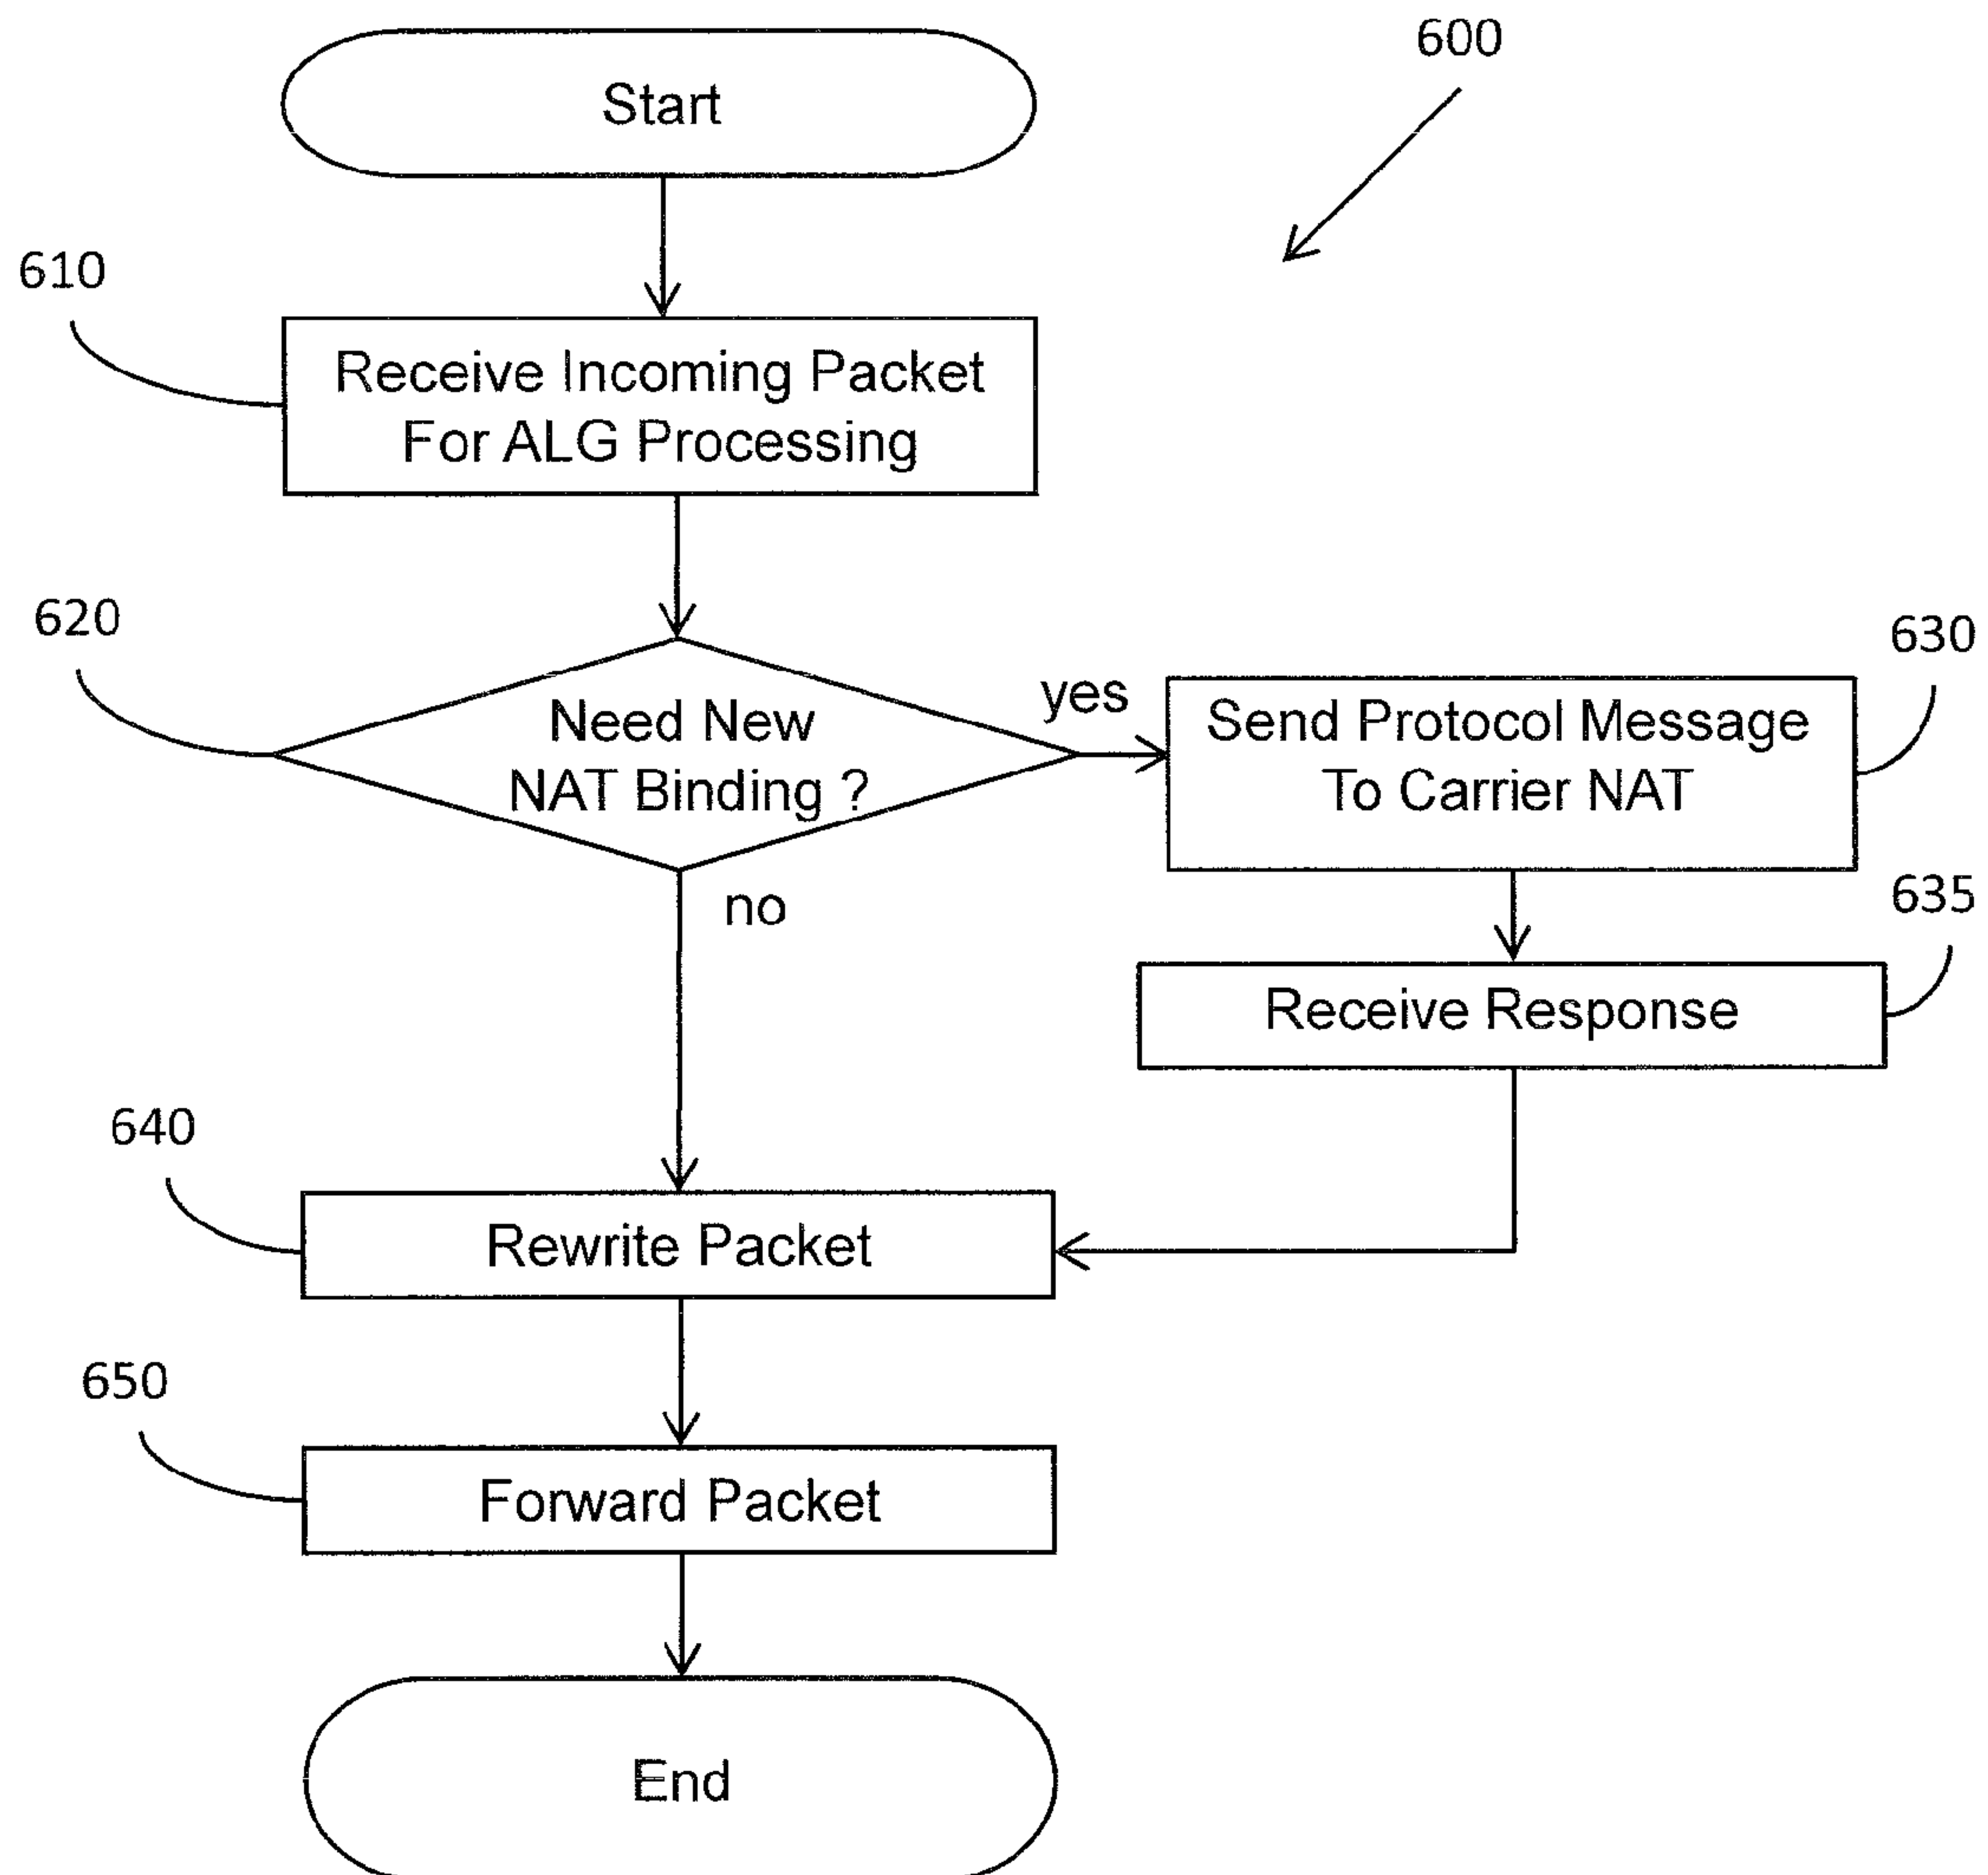 600
Start
610
Receive Incoming Packet
For ALG Processing
620
Need New
NAT Binding ?
yes
630
Send Protocol Message
To Carrier NAT
no
635
Receive Response
640
Rewrite Packet
650
Forward Packet
End